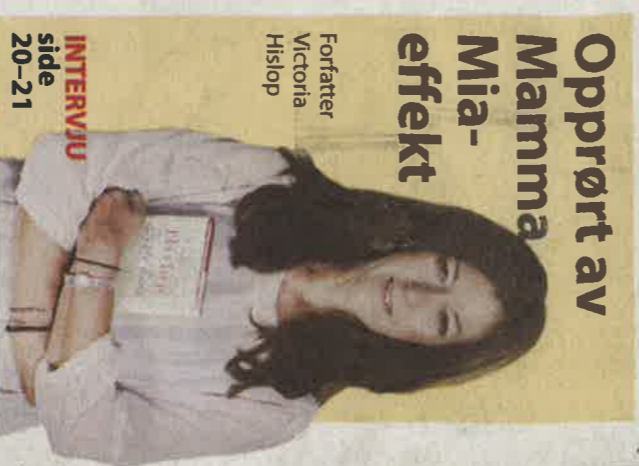 Opprørt av
Mamma
Mia-
effekt
Forfatter
Victoria
Hislop
INTERVJU
side
20–21